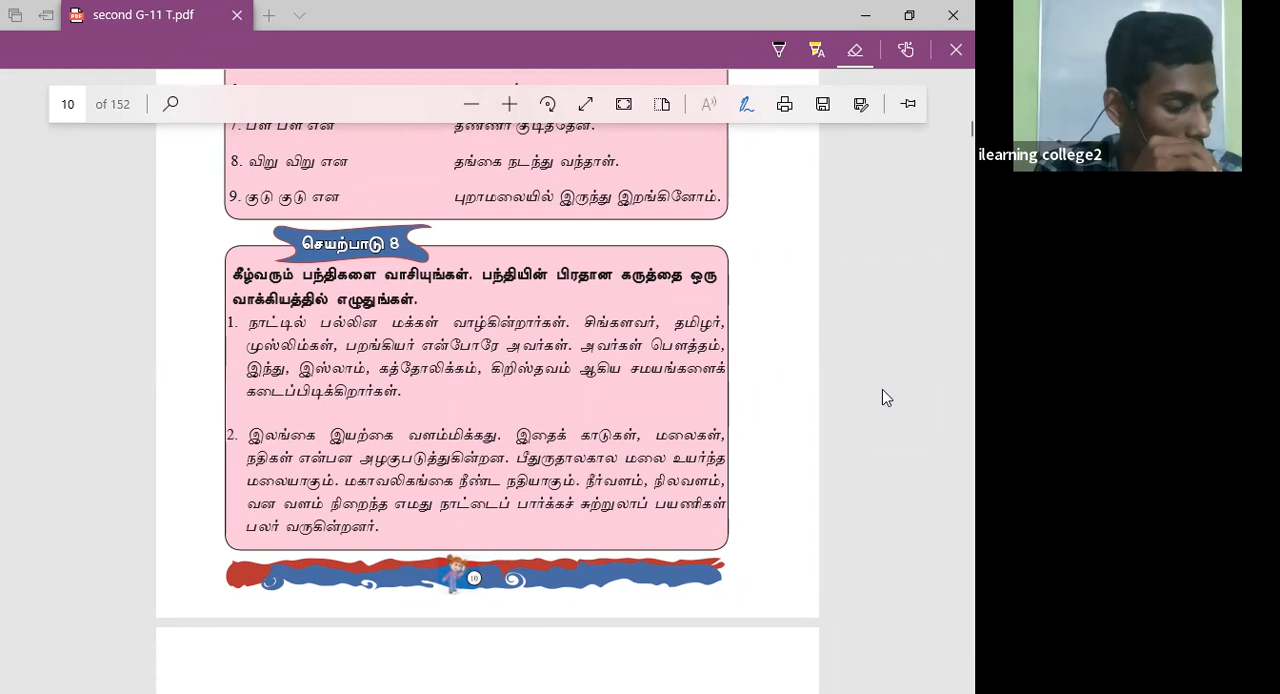 second G-11 T.pdf
10 of 152
7. பள பள என தண்ணீர் குடித்தேன்.
8. விறு விறு என தங்கை நடந்து வந்தாள்.
9. குடு குடு என புறாமலையில் இருந்து இறங்கினோம்.
செயற்பாடு 8
கீழ்வரும் பந்திகளை வாசியுங்கள். பந்தியின் பிரதான கருத்தை ஒரு
வாக்கியத்தில் எழுதுங்கள்.
1. நாட்டில் பல்லின மக்கள் வாழ்கின்றார்கள். சிங்களவர், தமிழர்,
முஸ்லிம்கள், பறங்கியர் என்போரே அவர்கள். அவர்கள் பௌத்தம்,
இந்து, இஸ்லாம், கத்தோலிக்கம், கிறிஸ்தவம் ஆகிய சமயங்களைக்
கடைப்பிடிக்கிறார்கள்.
2. இலங்கை இயற்கை வளம்மிக்கது. இதைக் காடுகள், மலைகள்,
நதிகள் என்பன அழகுபடுத்துகின்றன. பீதுருதாலகால மலை உயர்ந்த
மலையாகும். மகாவலிகங்கை நீண்ட நதியாகும். நீர்வளம், நிலவளம்,
வன வளம் நிறைந்த எமது நாட்டைப் பார்க்கச் சுற்றுலாப் பயணிகள்
பலர் வருகின்றனர்.
10
ilearning college2